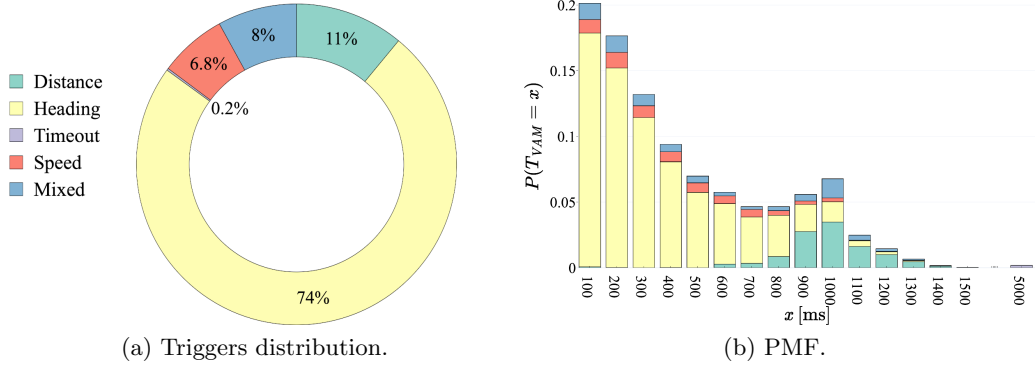 8%
11%
6.8%
0.2%
74%
Distance
Heading
Timeout
Speed
Mixed
(a) Triggers distribution.
0.2
0.15
0.1
0.05
0
P(T_VAM = x)
100 200 300 400 500 600 700 800 900 1000 1100 1200 1300 1400 1500 ... 5000
x [ms]
(b) PMF.